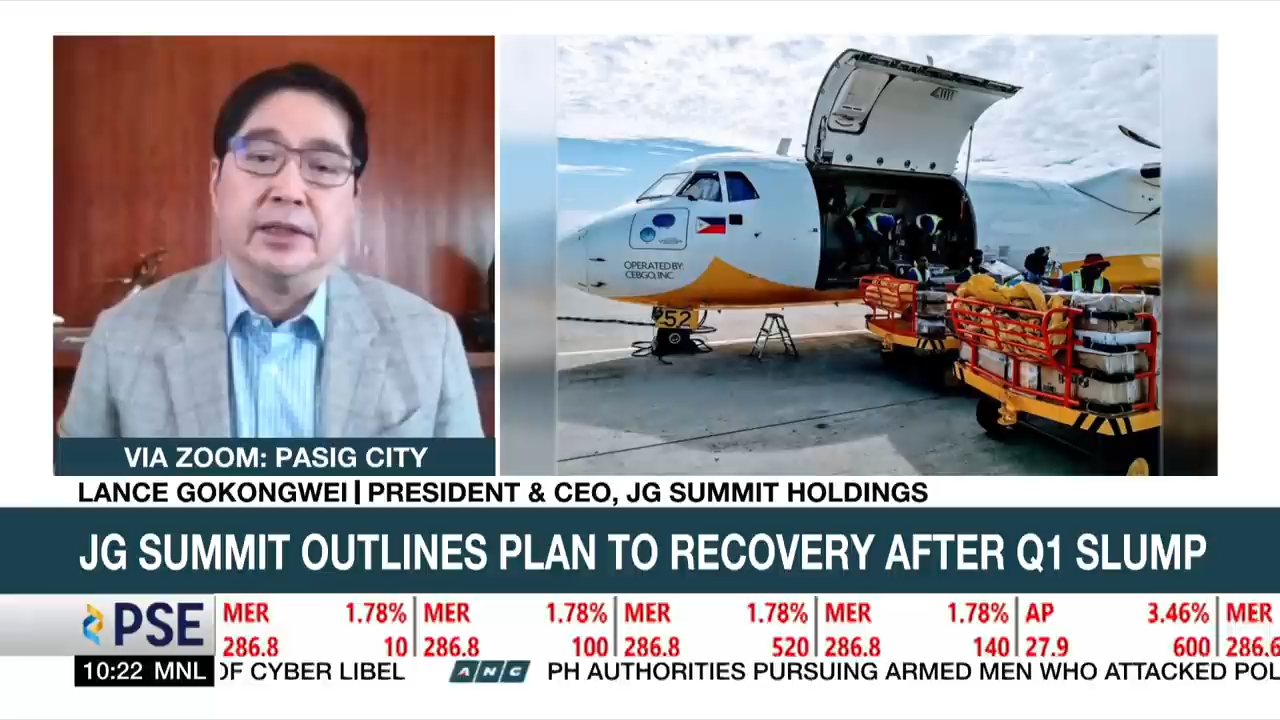 OPERATED BY:
CEBGO, INC.
252
VIA ZOOM: PASIG CITY
LANCE GOKONGWEI | PRESIDENT & CEO, JG SUMMIT HOLDINGS
JG SUMMIT OUTLINES PLAN TO RECOVERY AFTER Q1 SLUMP
PSE
MER 1.78% MER 1.78% MER 1.78% MER 1.78% AP 3.46% MER
286.8 10 286.8 100 286.8 520 286.8 140 27.9 600 286.6
10:22 MNL OF CYBER LIBEL ANC PH AUTHORITIES PURSUING ARMED MEN WHO ATTACKED POL